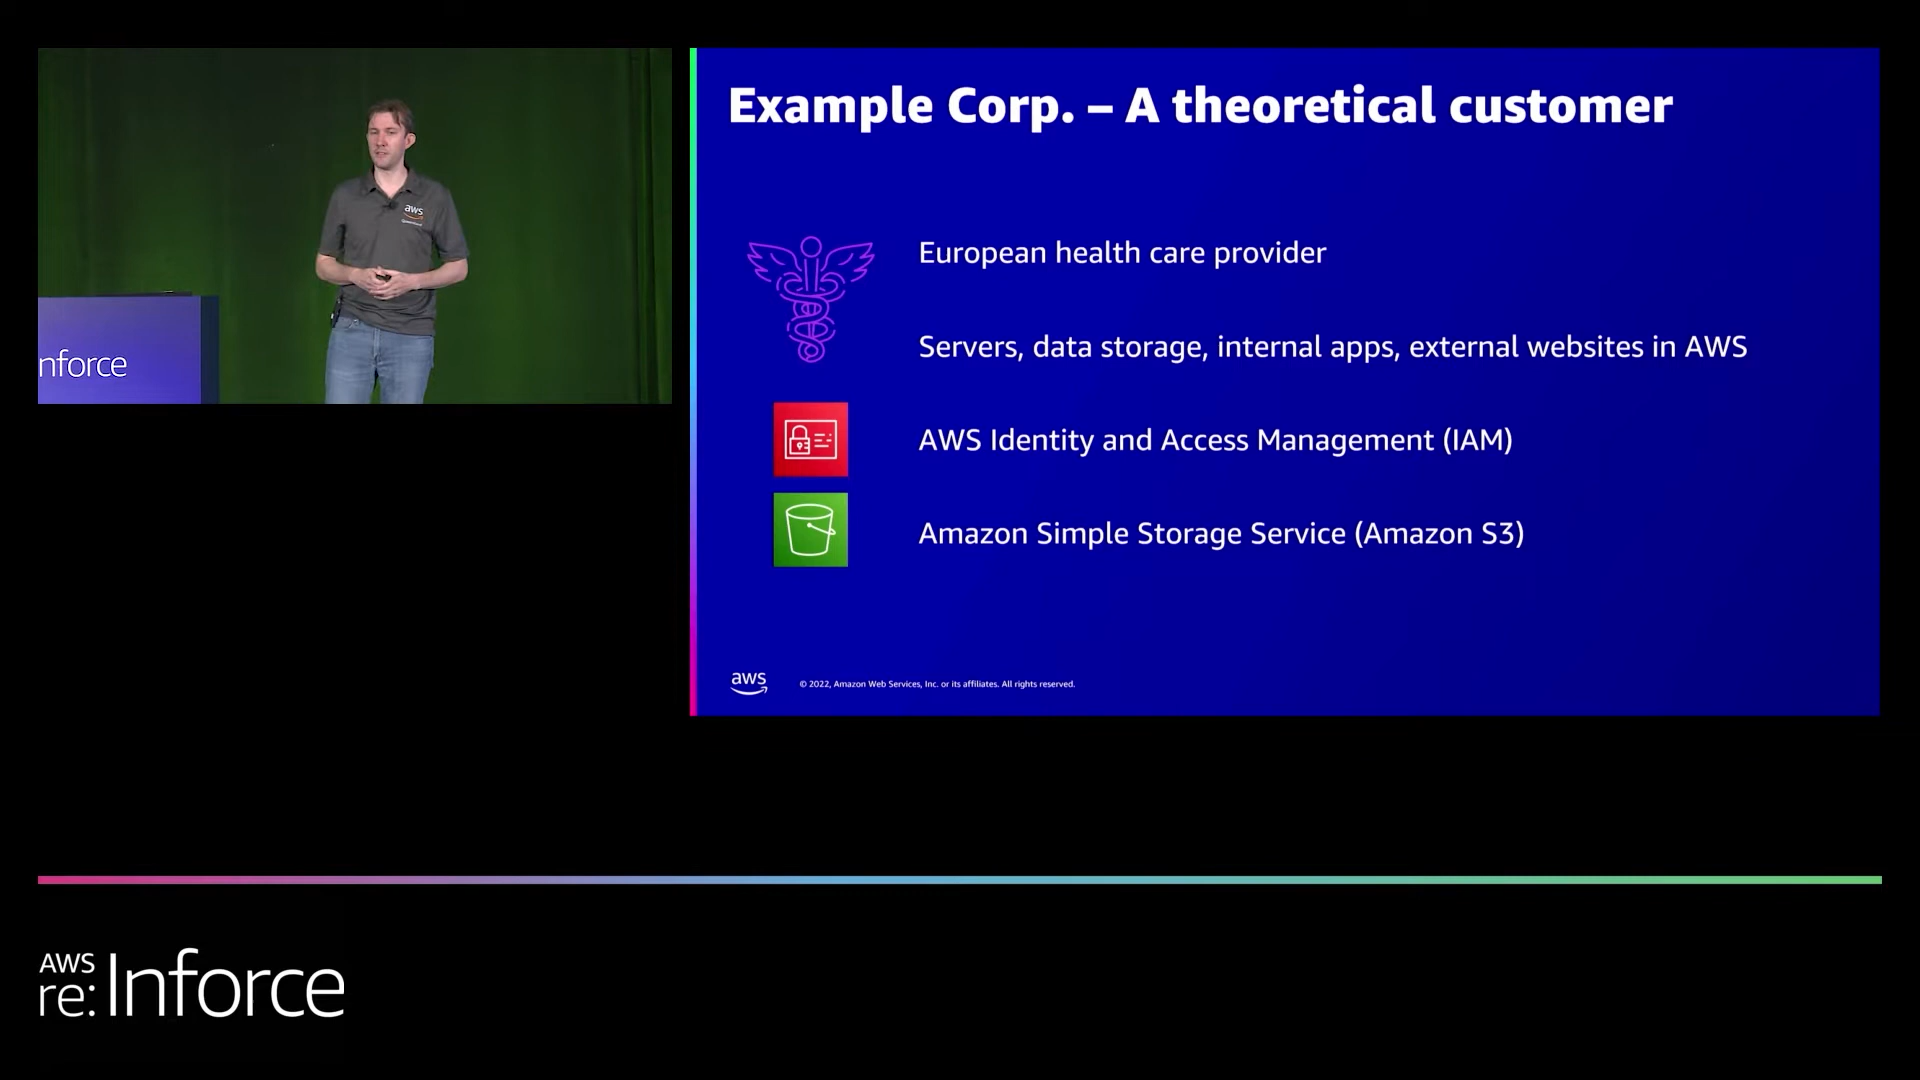 aws
nforce
Example Corp. – A theoretical customer
European health care provider
Servers, data storage, internal apps, external websites in AWS
AWS Identity and Access Management (IAM)
Amazon Simple Storage Service (Amazon S3)
aws
© 2022, Amazon Web Services, Inc. or its affiliates. All rights reserved.
AWS
re:Inforce